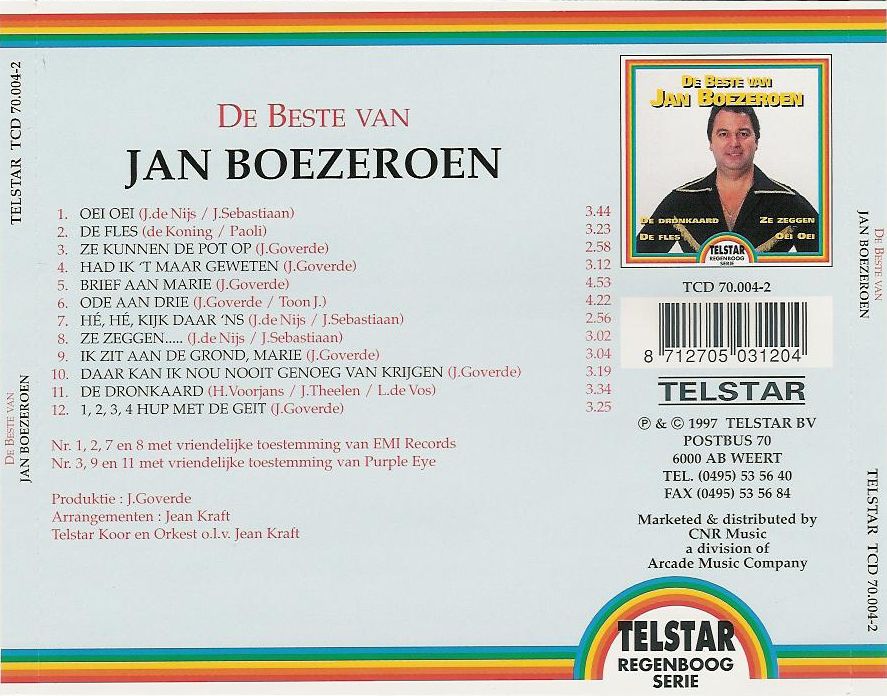 TELSTAR TCD 70.004-2
DE BESTE VAN
JAN BOEZEROEN
DE BESTE VAN
JAN BOEZEROEN
1. OEI OEI (J.de Nijs / J.Sebastiaan) 3.44
2. DE FLES (de Koning / Paoli) 3.23
3. ZE KUNNEN DE POT OP (J.Goverde) 2.58
4. HAD IK ‘T MAAR GEWETEN (J.Goverde) 3.12
5. BRIEF AAN MARIE (J.Goverde) 4.53
6. ODE AAN DRIE (J.Goverde / Toon J.) 4.22
7. HÉ, HÉ, KIJK DAAR ‘NS (J.de Nijs / J.Sebastiaan) 2.56
8. ZE ZEGGEN..... (J.de Nijs / J.Sebastiaan) 3.02
9. IK ZIT AAN DE GROND, MARIE (J.Goverde) 3.04
10. DAAR KAN IK NOU NOOIT GENOEG VAN KRIJGEN (J.Goverde) 3.19
11. DE DRONKAARD (H.Voorjans / J.Theelen / L.de Vos) 3.34
12. 1, 2, 3, 4 HUP MET DE GEIT (J.Goverde) 3.25
Nr. 1, 2, 7 en 8 met vriendelijke toestemming van EMI Records
Nr. 3, 9 en 11 met vriendelijke toestemming van Purple Eye
Produktie : J.Goverde
Arrangementen : Jean Kraft
Telstar Koor en Orkest o.l.v. Jean Kraft
DE BESTE VAN
JAN BOEZEROEN
DE DRONKAARD ZE ZEGGEN
DE FLES OEI OEI
TELSTAR
REGENBOOG
SERIE
TCD 70.004-2
8 712705 031204
TELSTAR
℗ & © 1997 TELSTAR BV
POSTBUS 70
6000 AB WEERT
TEL. (0495) 53 56 40
FAX (0495) 53 56 84
Marketed & distributed by
CNR Music
a division of
Arcade Music Company
TELSTAR
REGENBOOG
SERIE
DE BESTE VAN
JAN BOEZEROEN
TELSTAR TCD 70.004-2